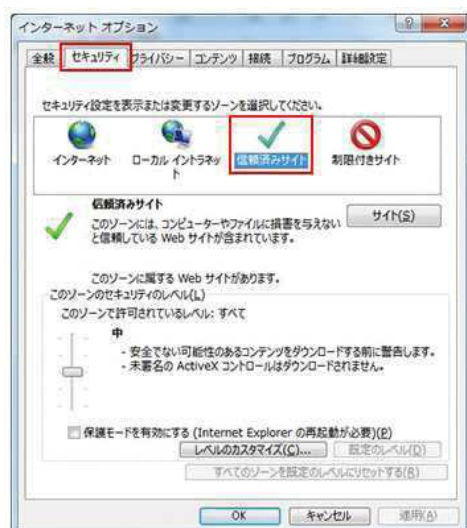 インターネット オプション
全般 セキュリティ プライバシー コンテンツ 接続 プログラム 詳細設定
セキュリティ設定を表示または変更するゾーンを選択してください。
インターネット ローカル イントラネット 信頼済みサイト 制限付きサイト
信頼済みサイト
サイト(S)
このゾーンには、コンピューターやファイルに損害を与えない
と信頼している Web サイトが含まれています。
このゾーンに属する Web サイトがあります。
このゾーンのセキュリティのレベル(L)
このゾーンで許可されているレベル: すべて
中
- 安全でない可能性のあるコンテンツをダウンロードする前に警告します。
- 未署名の ActiveX コントロールはダウンロードされません。
保護モードを有効にする (Internet Explorer の再起動が必要)(P)
レベルのカスタマイズ(C)... 既定のレベル(D)
すべてのゾーンを既定のレベルにリセットする(R)
OK キャンセル 適用(A)